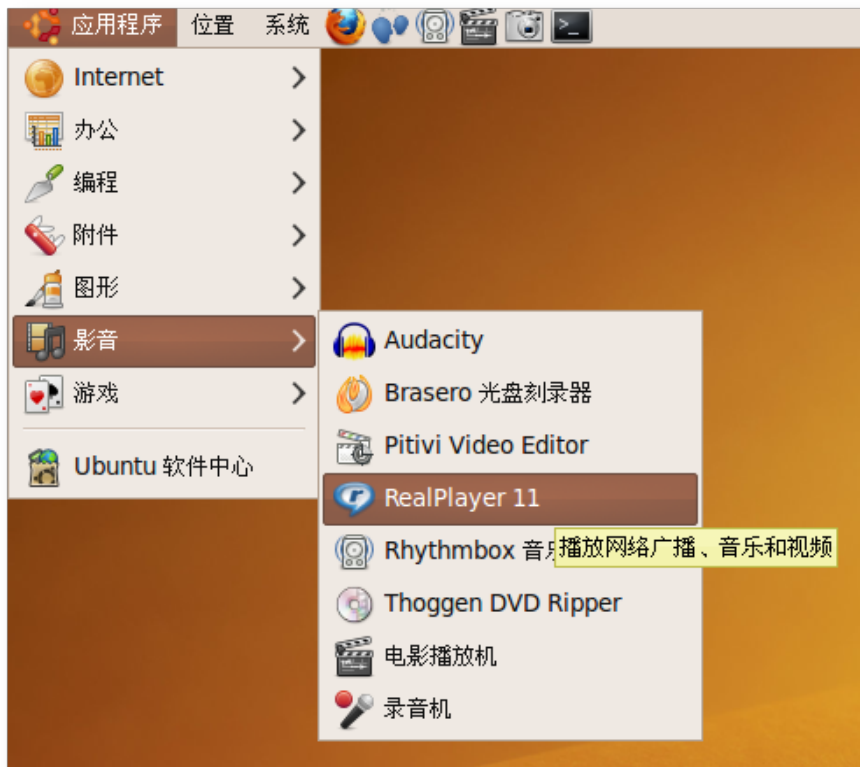 应用程序 位置 系统
Internet
办公
编程
附件
图形
影音
游戏
Ubuntu 软件中心
Audacity
Brasero 光盘刻录器
Pitivi Video Editor
RealPlayer 11
Rhythmbox 音
播放网络广播、音乐和视频
Thoggen DVD Ripper
电影播放机
录音机